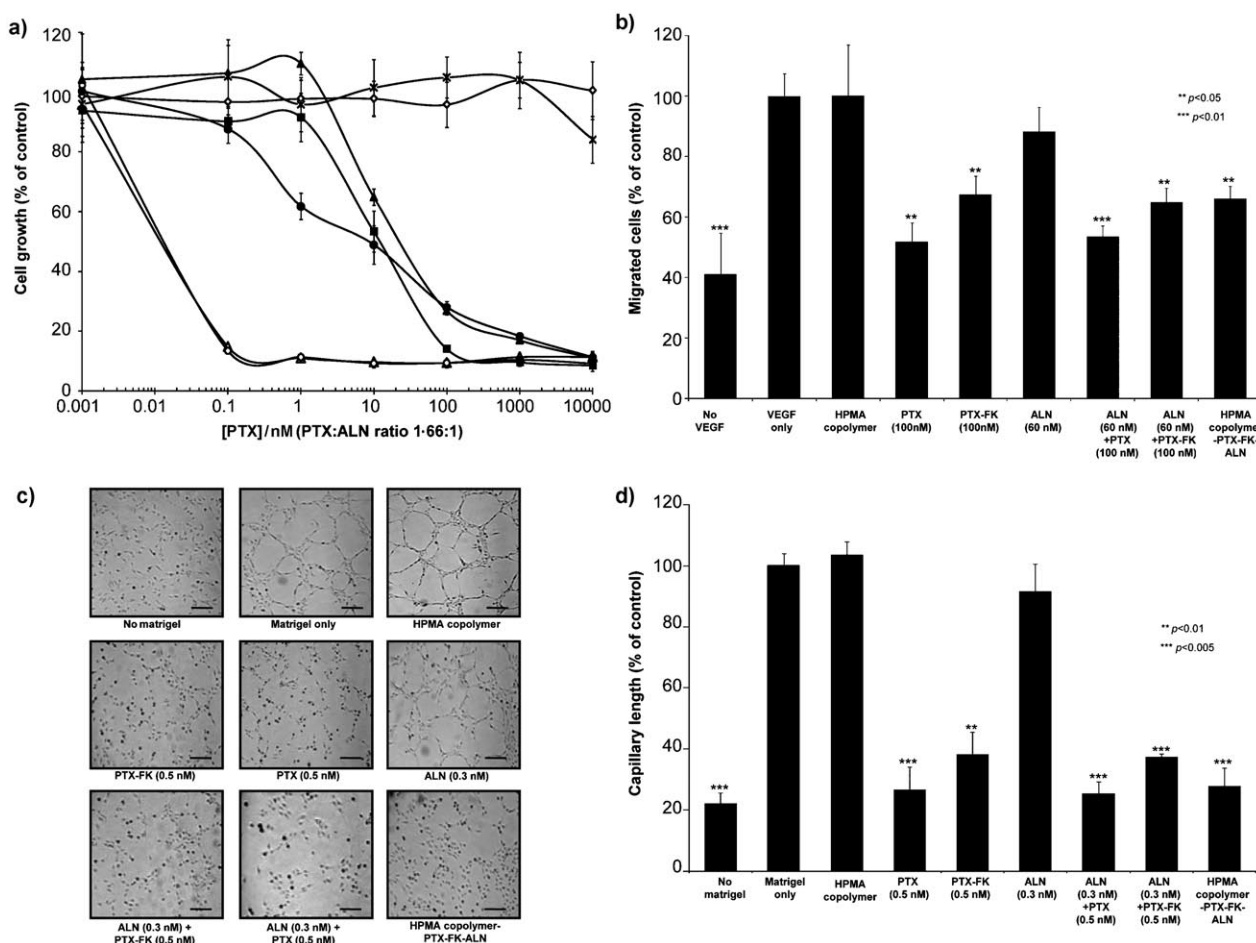 a)
120
100
80
60
40
20
0
Cell growth (% of control)
0.001 0.01 0.1 1 10 100 1000 10000
[PTX]/nM (PTX:ALN ratio 1·66:1)
b)
120
100
80
60
40
20
0
Migrated cells (% of control)
** p<0.05
*** p<0.01
***
**
**
***
**
**
No
VEGF
VEGF
only
HPMA
copolymer
PTX
(100nM)
PTX-FK
(100nM)
ALN
(60 nM)
ALN
(60 nM)
+PTX
(100 nM)
ALN
(60 nM)
+PTX-FK
(100 nM)
HPMA
copolymer
-PTX-FK-
ALN
c)
No matrigel
Matrigel only
HPMA copolymer
PTX-FK (0.5 nM)
PTX (0.5 nM)
ALN (0.3 nM)
ALN (0.3 nM) +
PTX-FK (0.5 nM)
ALN (0.3 nM) +
PTX (0.5 nM)
HPMA copolymer-
PTX-FK-ALN
d)
120
100
80
60
40
20
0
Capillary length (% of control)
** p<0.01
*** p<0.005
***
***
**
***
***
***
No
matrigel
Matrigel
only
HPMA
copolymer
PTX
(0.5 nM)
PTX-FK
(0.5 nM)
ALN
(0.3 nM)
ALN
(0.3 nM)
+PTX
(0.5 nM)
ALN
(0.3 nM)
+PTX-FK
(0.5 nM)
HPMA
copolymer
-PTX-FK-
ALN